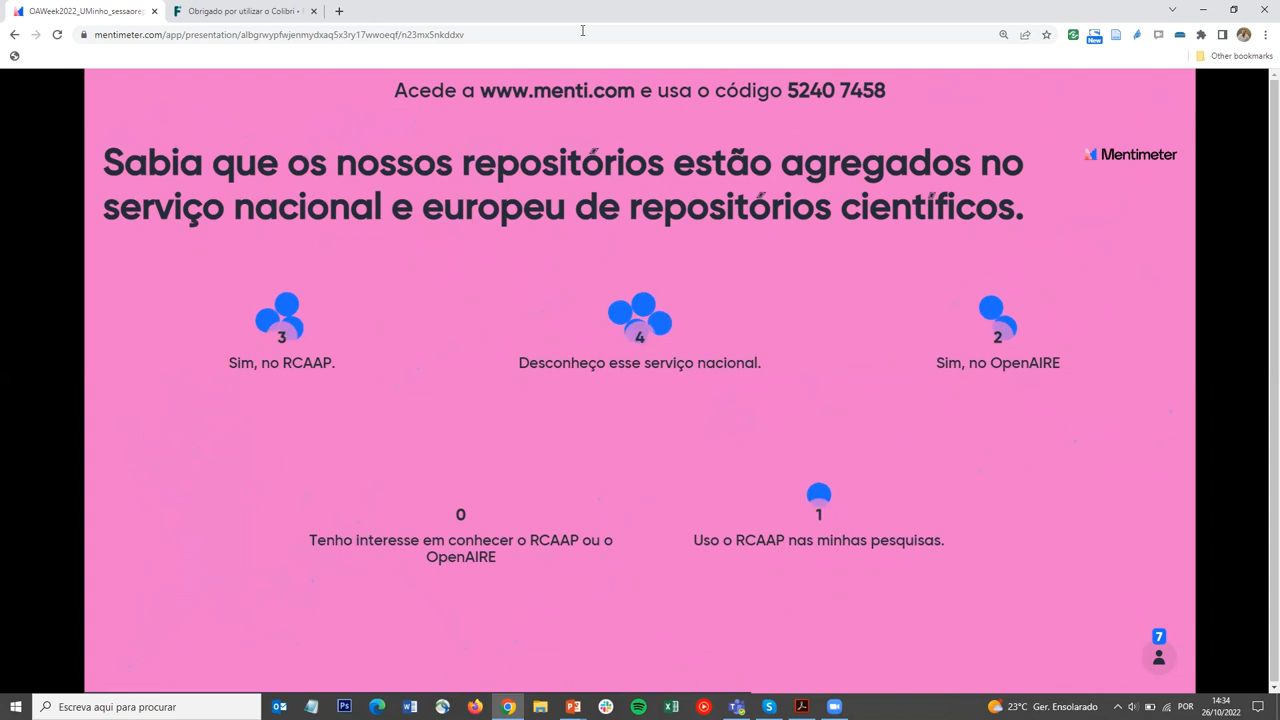 OAWeek2022_UMinho_sessaorep
Obrigado por utilizar o Colibri •
mentimeter.com/app/presentation/albgrwypfwjenmydxaq5x3ry17wwoeqf/n23mx5nkddxv
New
Other bookmarks
Acede a www.menti.com e usa o código 5240 7458
Sabia que os nossos repositórios estão agregados no
serviço nacional e europeu de repositórios científicos.
Mentimeter
3
Sim, no RCAAP.
4
Desconheço esse serviço nacional.
2
Sim, no OpenAIRE
0
Tenho interesse em conhecer o RCAAP ou o
OpenAIRE
1
Uso o RCAAP nas minhas pesquisas.
7
Escreva aqui para procurar
23°C Ger. Ensolarado
POR
14:34
26/10/2022